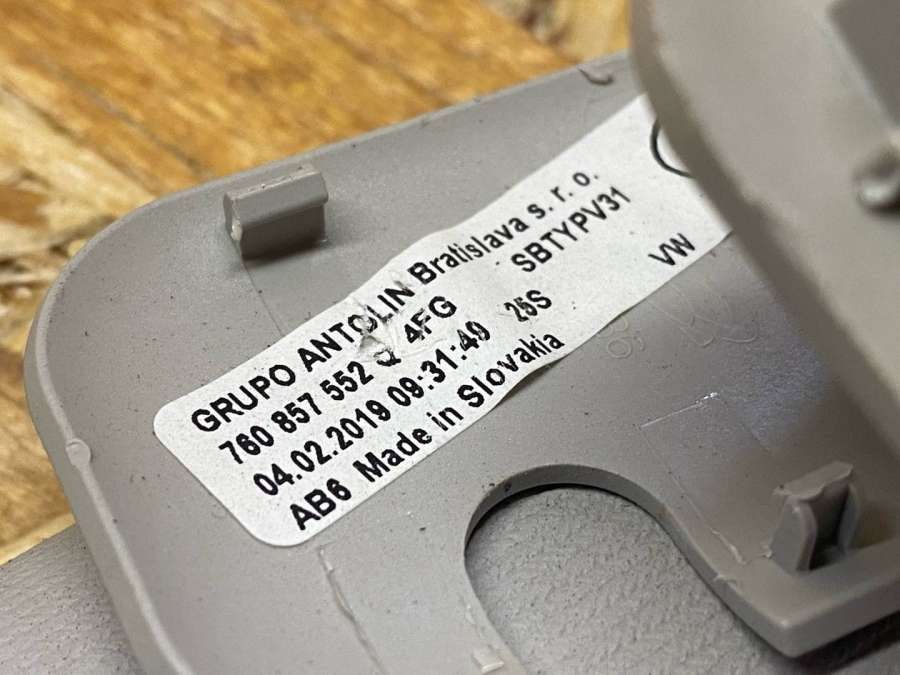 GRUPO ANTOLIN Bratislava s. r. o.
760 857 552 Q 4FG SBTYPV31
04.02.2019 09:31:49 25S VW
AB6 Made in Slovakia